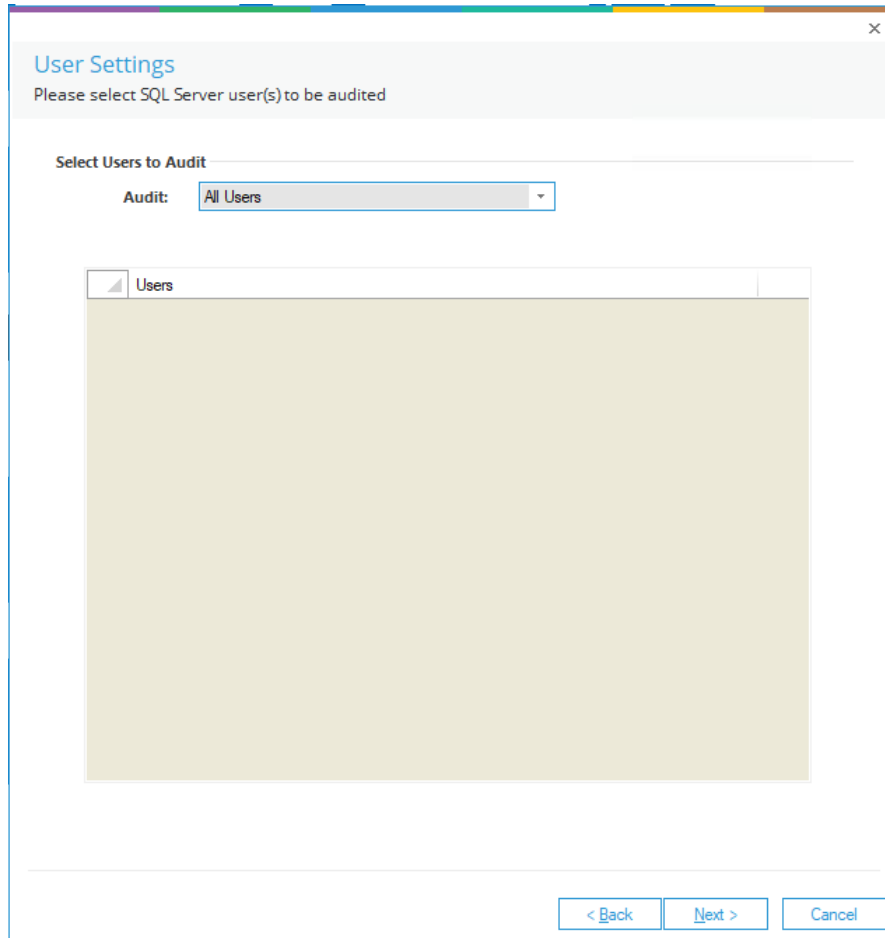 User Settings
Please select SQL Server user(s) to be audited
Select Users to Audit
Audit: All Users
Users
< Back Next > Cancel